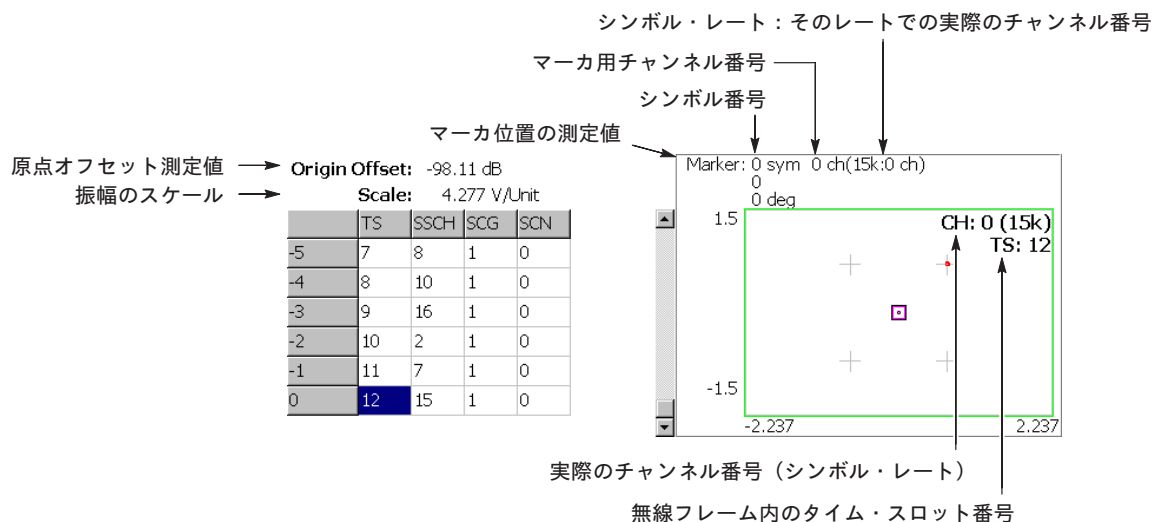 シンボル・レート：そのレートでの実際のチャンネル番号
マーカ用チャンネル番号
シンボル番号
マーカ位置の測定値
原点オフセット測定値
振幅のスケール
Origin Offset: -98.11 dB
Scale: 4.277 V/Unit
TS SSCH SCG SCN
-5 7 8 1 0
-4 8 10 1 0
-3 9 16 1 0
-2 10 2 1 0
-1 11 7 1 0
0 12 15 1 0
Marker: 0 sym 0 ch(15k:0 ch)
0
0 deg
1.5
CH: 0 (15k)
TS: 12
-1.5
-2.237 2.237
実際のチャンネル番号（シンボル・レート）
無線フレーム内のタイム・スロット番号